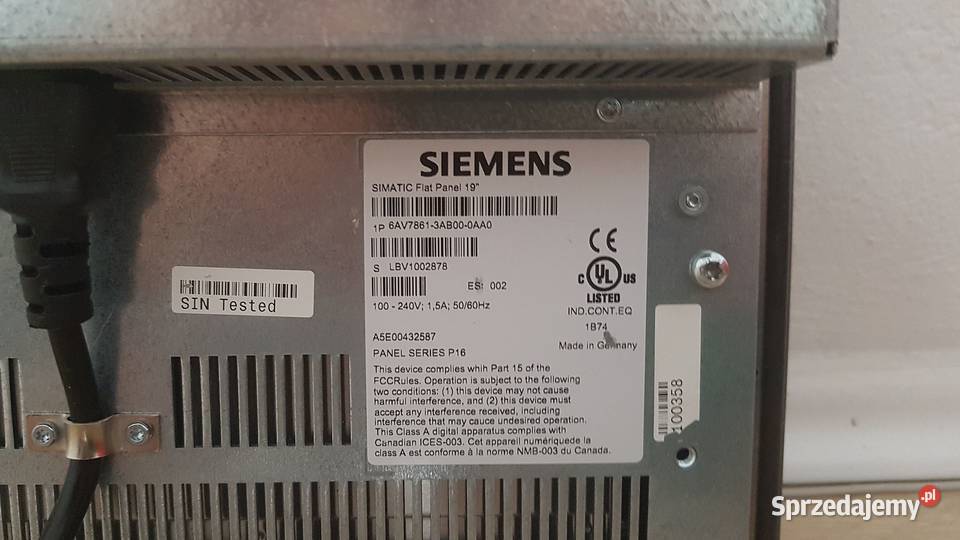 SIEMENS
SIMATIC Flat Panel 19"
1P 6AV7861-3AB00-0AA0
S LBV1002878
ES: 002
100 - 240V; 1,5A; 50/60Hz
A5E00432587
PANEL SERIES P16
This device complies whih Part 15 of the
FCCRules. Operation is subject to the following
two conditions: (1) this device may not cause
harmful interference, and (2) this device must
accept any interference received, including
interference that may cause undesired operation.
This Class A digital apparatus complies with
Canadian ICES-003. Cet appareil numériquede la
class A est conforme à la norme NMB-003 du Canada.
CE
C UL US
LISTED
IND.CONT.EQ
1B74
Made in Germany
SIN Tested
100358
Sprzedajemy.pl